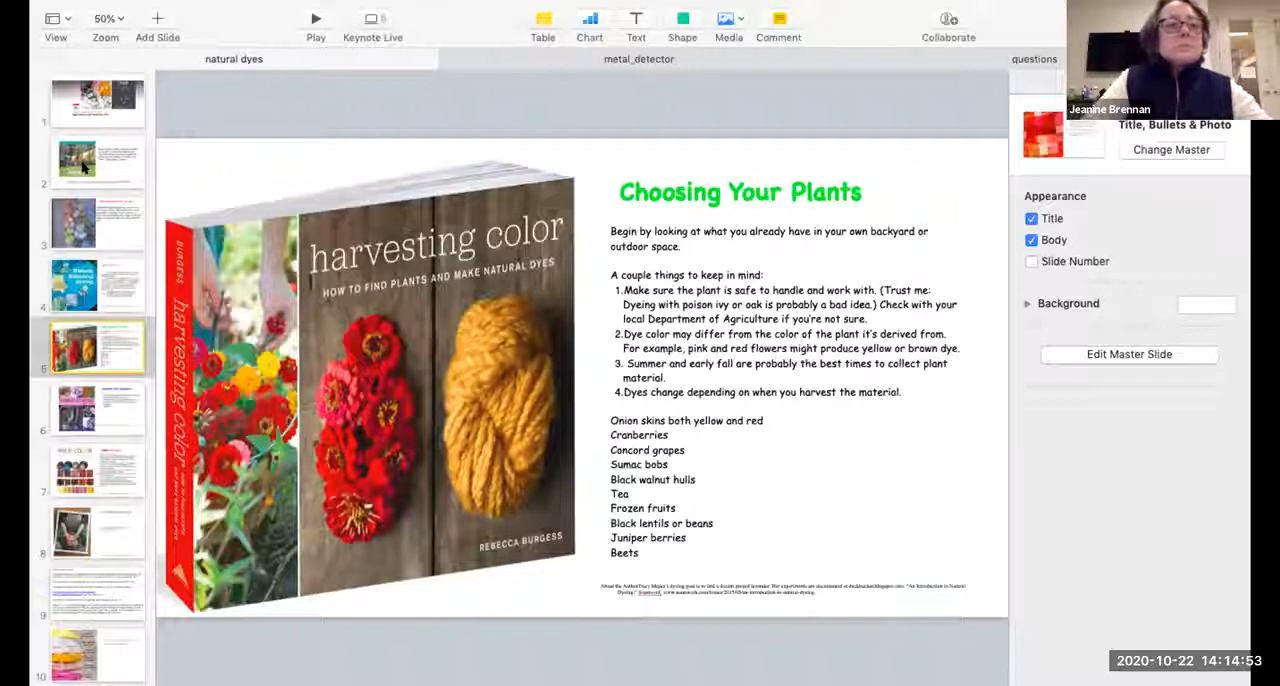 View
50%
Zoom
Add Slide
Play
Keynote Live
Table
Chart
Text
Shape
Media
Comment
Collaborate
natural dyes
metal_detector
questions
Jeanine Brennan
Title, Bullets & Photo
Change Master
Appearance
Title
Body
Slide Number
Background
Edit Master Slide
1
2
3
4
5
6
7
8
9
10
BURGESS
harvesting color
harvesting color
HOW TO FIND PLANTS AND MAKE NATURAL DYES
REBECCA BURGESS
Choosing Your Plants
Begin by looking at what you already have in your own backyard or
outdoor space.
A couple things to keep in mind:
1.Make sure the plant is safe to handle and work with. (Trust me:
Dyeing with poison ivy or oak is probably a bad idea.) Check with your
local Department of Agriculture if you're not sure.
2.Dye color may differ from the color of the plant it's derived from.
For example, pink and red flowers might produce yellow or brown dye.
3. Summer and early fall are probably the best times to collect plant
material.
4.Dyes change depending on when you harvest the material.
Onion skins both yellow and red
Cranberries
Concord grapes
Sumac bobs
Black walnut hulls
Tea
Frozen fruits
Black lentils or beans
Juniper berries
Beets
2020-10-22 14:14:53